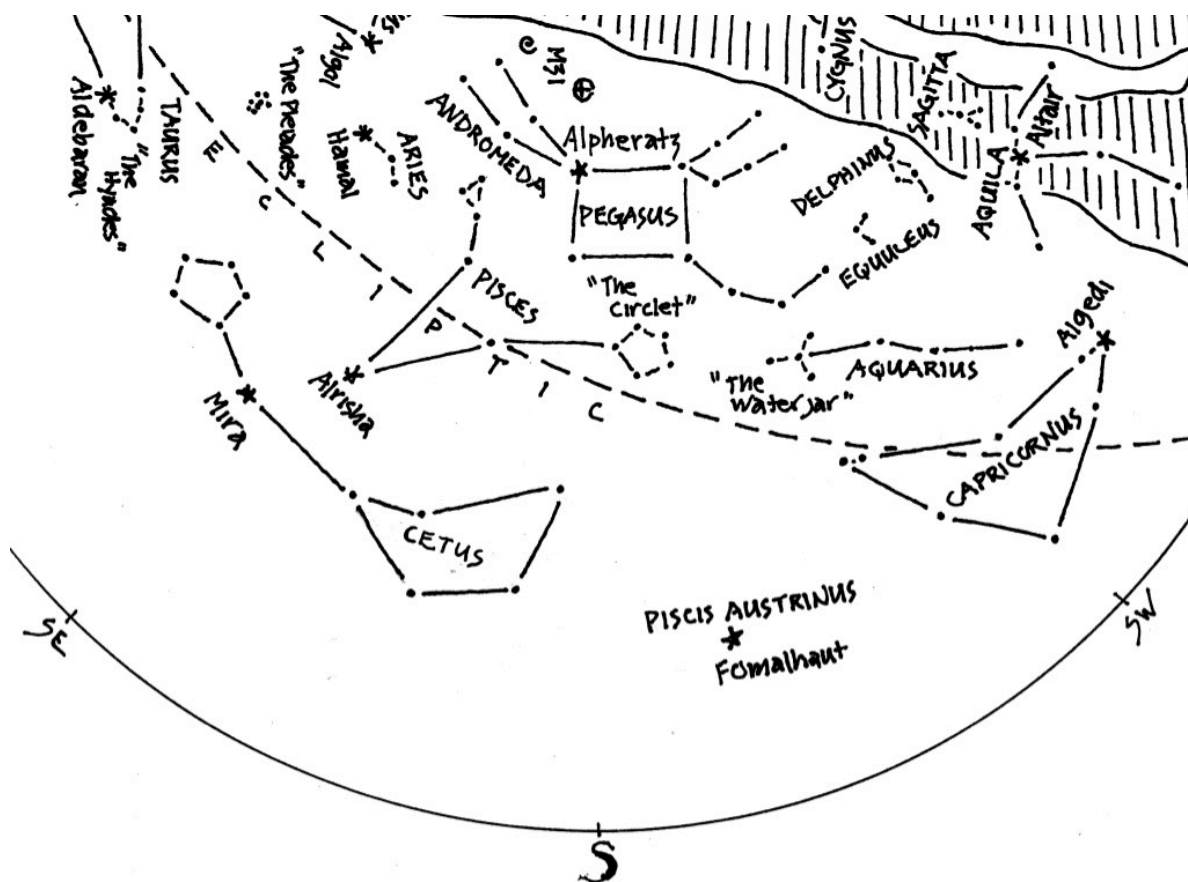 Algol
M31
CYGNUS
SAGITTA
Altair
AQUILA
Aldebaran
"The
Hyades"
TAURUS
"The Pleiades"
Hamal
ARIES
ANDROMEDA
Alpheratz
PEGASUS
DELPHINUS
EQUULEUS
ECLIPTIC
PISCES
"The
Circlet"
Algedi
Mira
Alrisha
"The
Water Jar"
AQUARIUS
CAPRICORNUS
CETUS
PISCIS AUSTRINUS
Fomalhaut
SE
SW
S